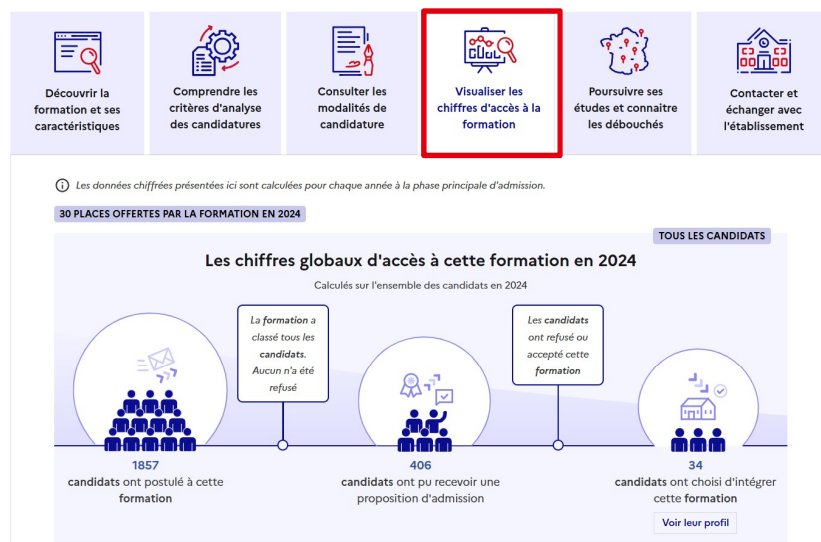 Découvrir la
formation et ses
caractéristiques
Comprendre les
critères d'analyse
des candidatures
Consulter les
modalités de
candidature
Visualiser les
chiffres d'accès à la
formation
Poursuivre ses
études et connaitre
les débouchés
Contacter et
échanger avec
l'établissement
Les données chiffrées présentées ici sont calculées pour chaque année à la phase principale d'admission.
30 PLACES OFFERTES PAR LA FORMATION EN 2024
TOUS LES CANDIDATS
Les chiffres globaux d'accès à cette formation en 2024
Calculés sur l'ensemble des candidats en 2024
La formation a
classé tous les
candidats.
Aucun n'a été
refusé
Les candidats
ont refusé ou
accepté cette
formation
1857
candidats ont postulé à cette
formation
406
candidats ont pu recevoir une
proposition d'admission
34
candidats ont choisi d'intégrer
cette formation
Voir leur profil